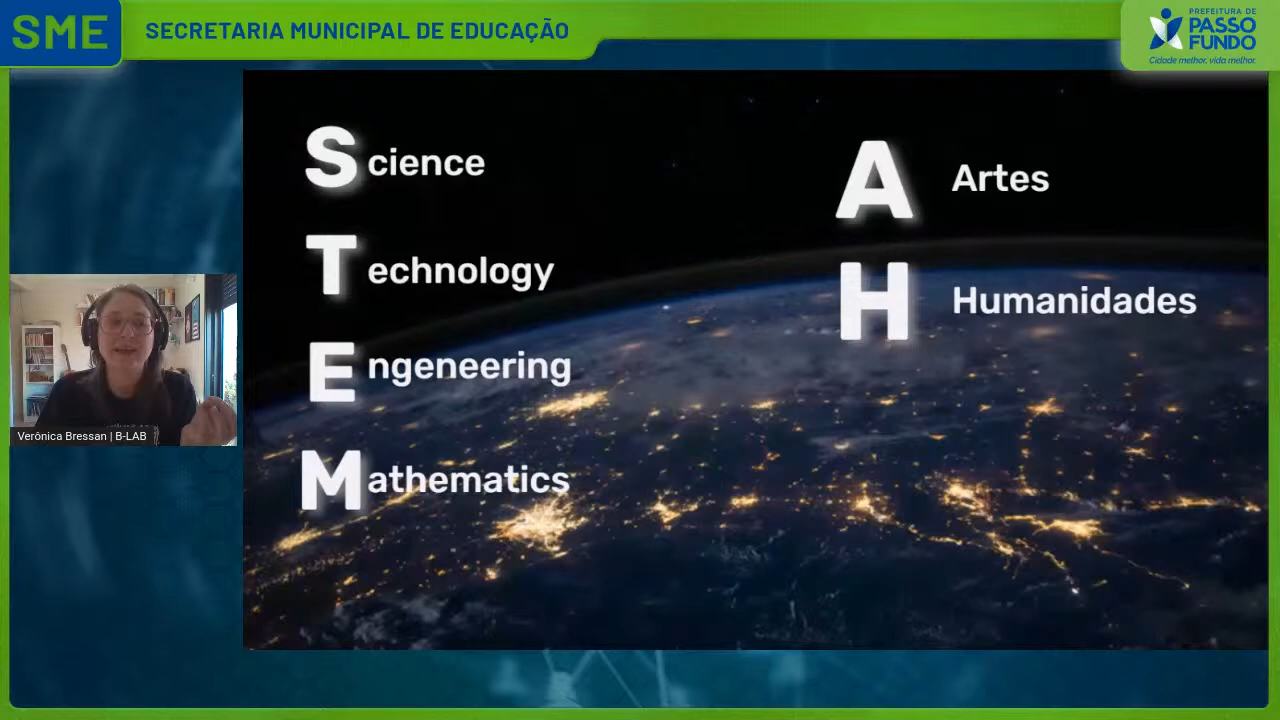 SME
SECRETARIA MUNICIPAL DE EDUCAÇÃO
PREFEITURA DE
PASSO
FUNDO
Cidade melhor, vida melhor.
Science
Technology
Engeneering
Mathematics
A Artes
H Humanidades
Verônica Bressan | B-LAB